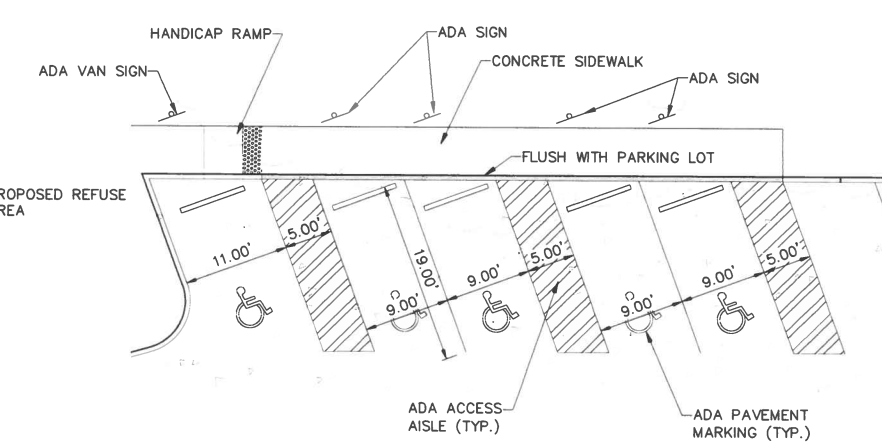 HANDICAP RAMP
ADA SIGN
CONCRETE SIDEWALK
ADA VAN SIGN
ADA SIGN
FLUSH WITH PARKING LOT
ROPOSED REFUSE
REA
11.00'
5.00'
19.00'
9.00'
9.00'
5.00'
9.00'
9.00'
5.00'
ADA ACCESS
AISLE (TYP.)
ADA PAVEMENT
MARKING (TYP.)